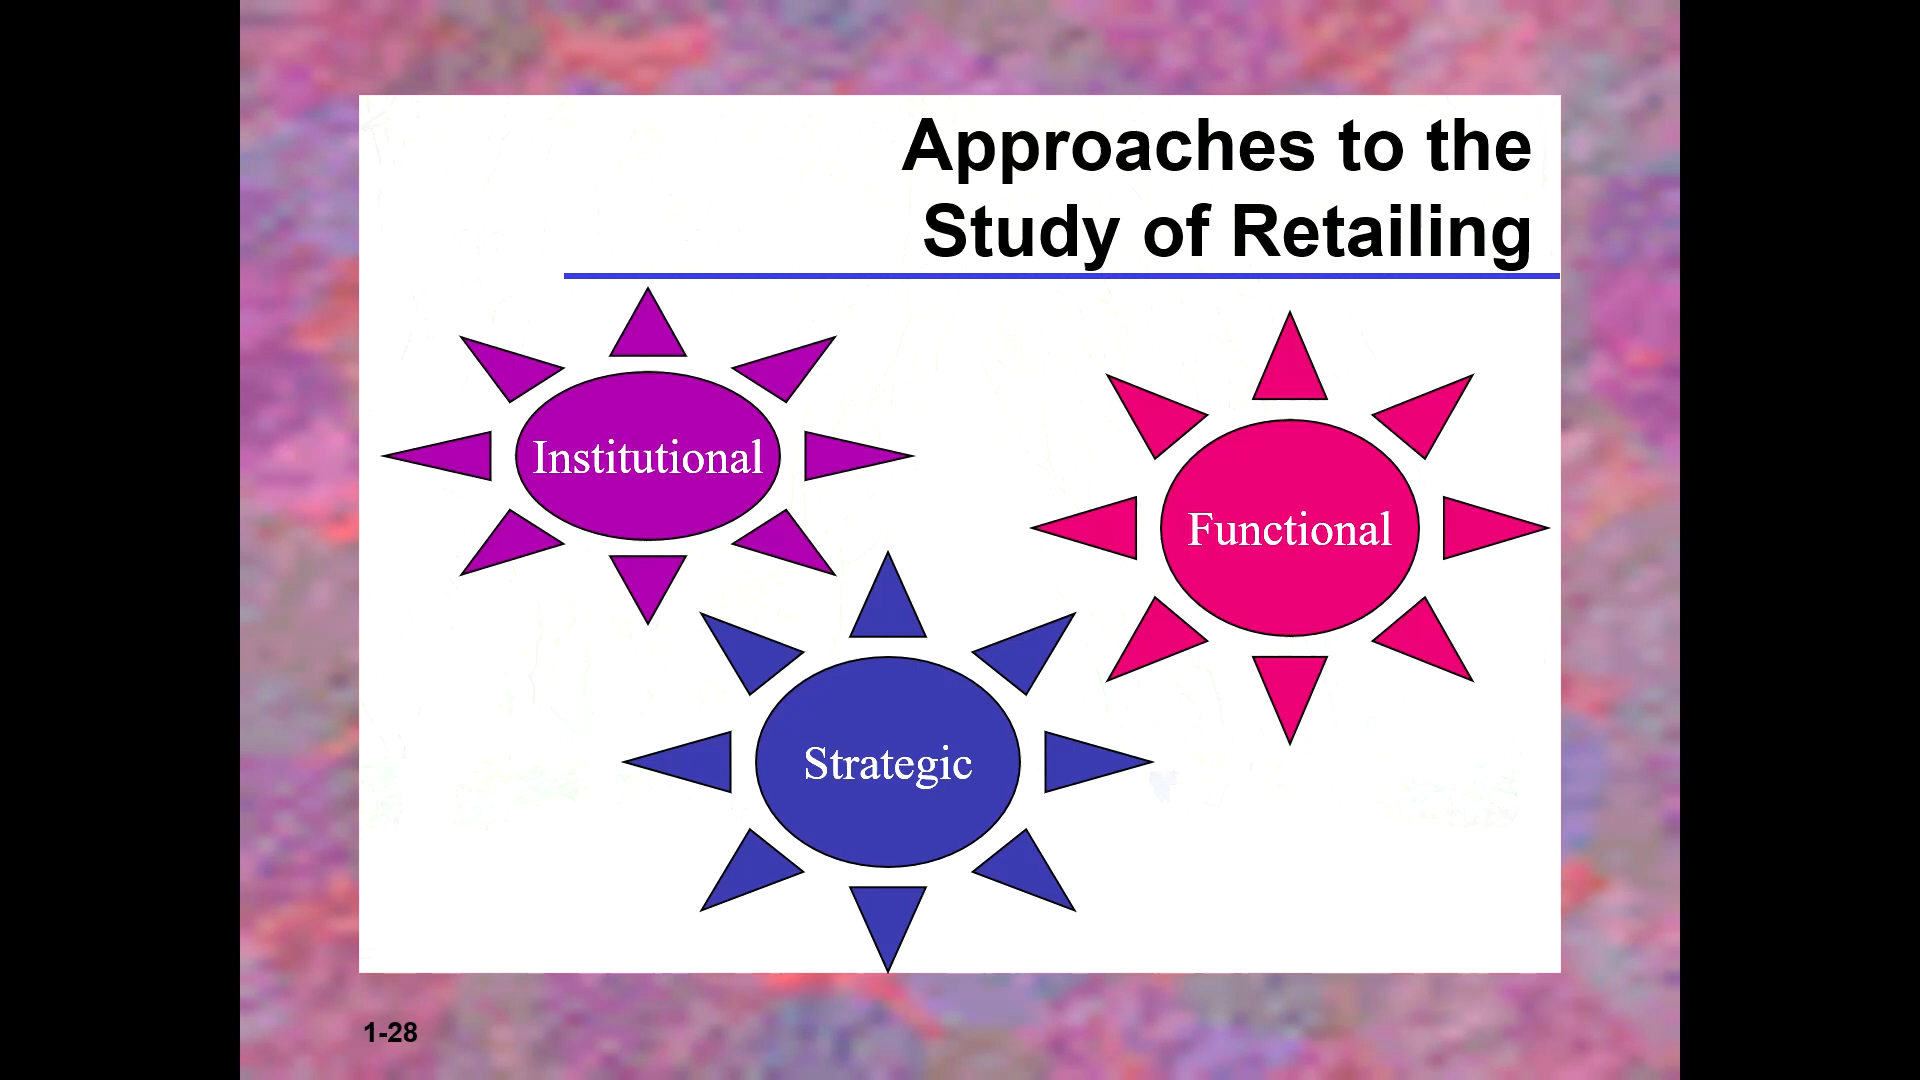 Approaches to the
Study of Retailing
Institutional
Functional
Strategic
1-28